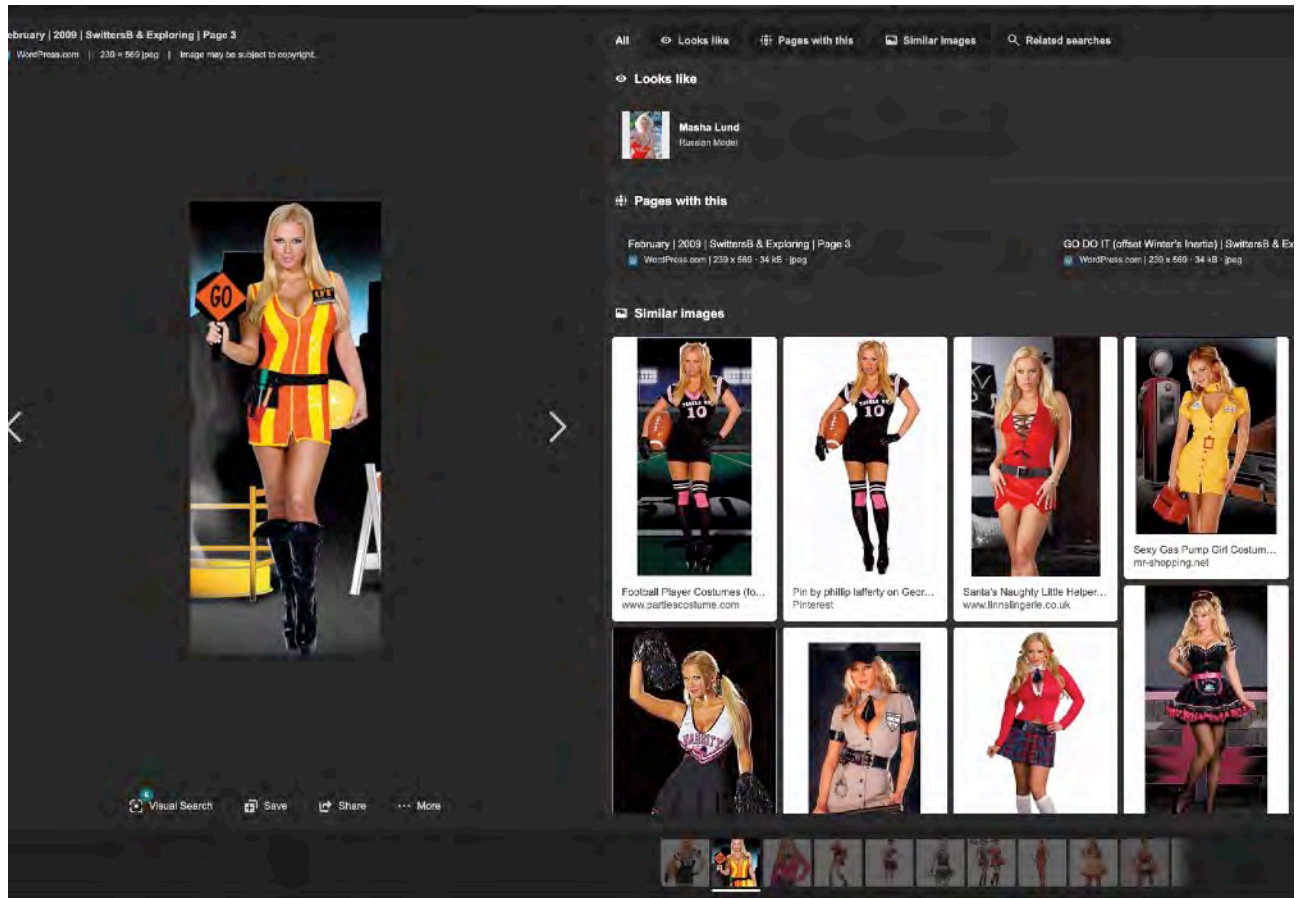 ebruary | 2009 | SwittersB & Exploring | Page 3
WordPress.com | 239 × 569 jpeg | Image may be subject to copyright.
All Looks like Pages with this Similar images Related searches
Looks like
Masha Lund
Russian Model
Pages with this
February | 2009 | SwittersB & Exploring | Page 3
WordPress.com | 239 x 569 · 34 kB · jpeg
GO DO IT (offset Winter's Inertia) | SwittersB & Ex
WordPress.com | 239 x 569 · 34 kB · jpeg
Similar images
GO
OT
10
10
Football Player Costumes (fo...
www.partiescostume.com
Pin by phillip lafferty on Geor...
Pinterest
Santa's Naughty Little Helper...
www.linnslingerie.co.uk
Sexy Gas Pump Girl Costum...
mr-shopping.net
VARSITY
6
Visual Search Save Share ··· More